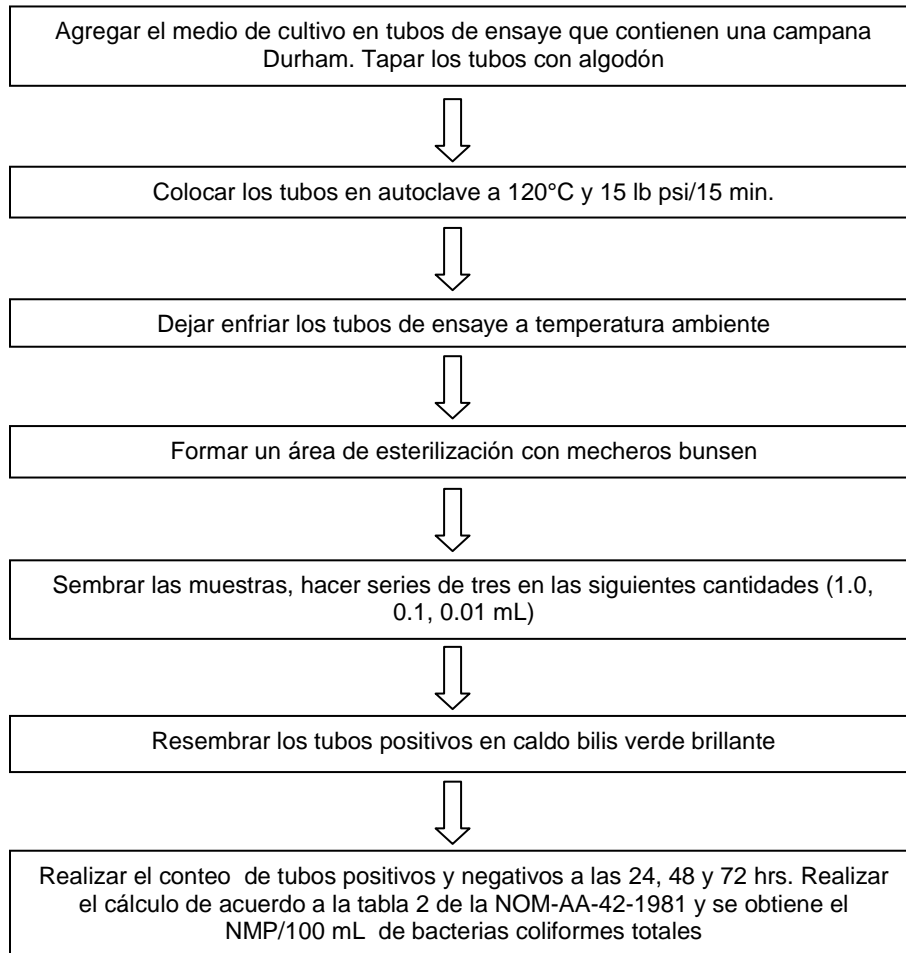 Agregar el medio de cultivo en tubos de ensaye que contienen una campana
Durham. Tapar los tubos con algodón
Colocar los tubos en autoclave a 120°C y 15 lb psi/15 min.
Dejar enfriar los tubos de ensaye a temperatura ambiente
Formar un área de esterilización con mecheros bunsen
Sembrar las muestras, hacer series de tres en las siguientes cantidades (1.0,
0.1, 0.01 mL)
Resembrar los tubos positivos en caldo bilis verde brillante
Realizar el conteo de tubos positivos y negativos a las 24, 48 y 72 hrs. Realizar
el cálculo de acuerdo a la tabla 2 de la NOM-AA-42-1981 y se obtiene el
NMP/100 mL de bacterias coliformes totales